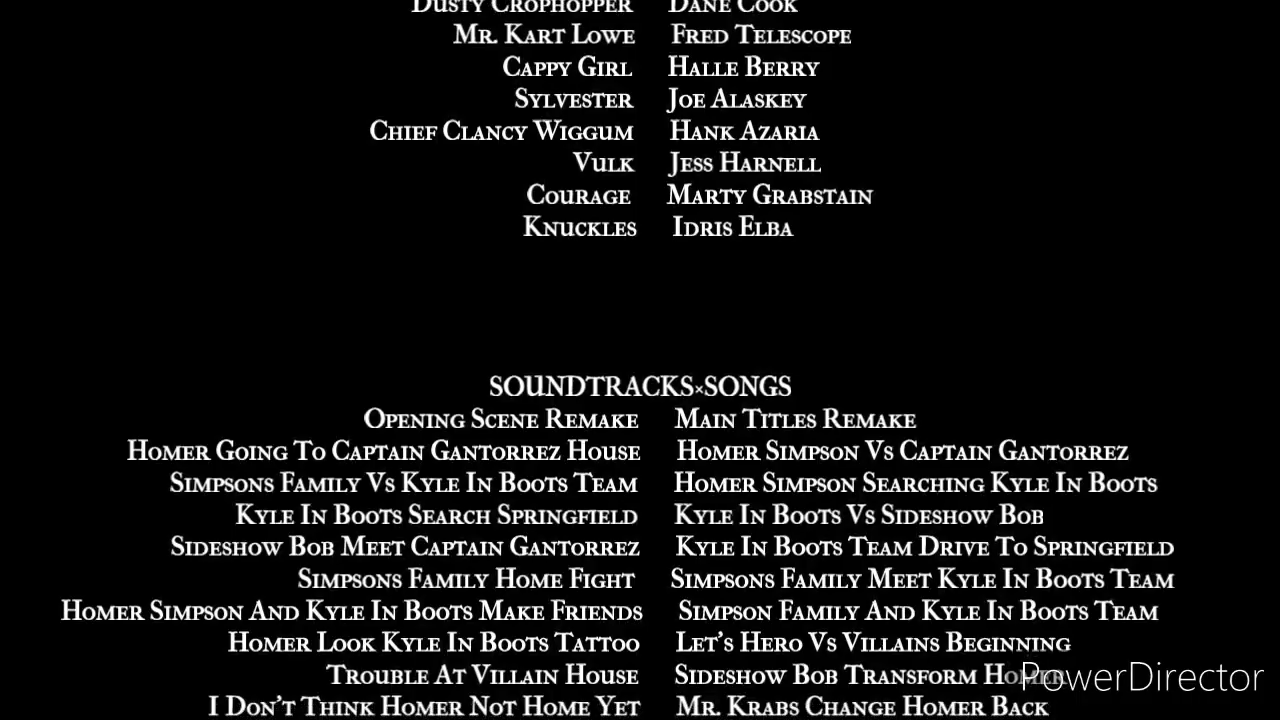 Dusty Crophopper Dane Cook
Mr. Kart Lowe Fred Telescope
Cappy Girl Halle Berry
Sylvester Joe Alaskey
Chief Clancy Wiggum Hank Azaria
Vulk Jess Harnell
Courage Marty Grabstain
Knuckles Idris Elba
SOUNDTRACKS×SONGS
Opening Scene Remake Main Titles Remake
Homer Going To Captain Gantorrez House Homer Simpson Vs Captain Gantorrez
Simpsons Family Vs Kyle In Boots Team Homer Simpson Searching Kyle In Boots
Kyle In Boots Search Springfield Kyle In Boots Vs Sideshow Bob
Sideshow Bob Meet Captain Gantorrez Kyle In Boots Team Drive To Springfield
Simpsons Family Home Fight Simpsons Family Meet Kyle In Boots Team
Homer Simpson And Kyle In Boots Make Friends Simpson Family And Kyle In Boots Team
Homer Look Kyle In Boots Tattoo Let's Hero Vs Villains Beginning
Trouble At Villain House Sideshow Bob Transform Homer
PowerDirector
I Don't Think Homer Not Home Yet Mr. Krabs Change Homer Back